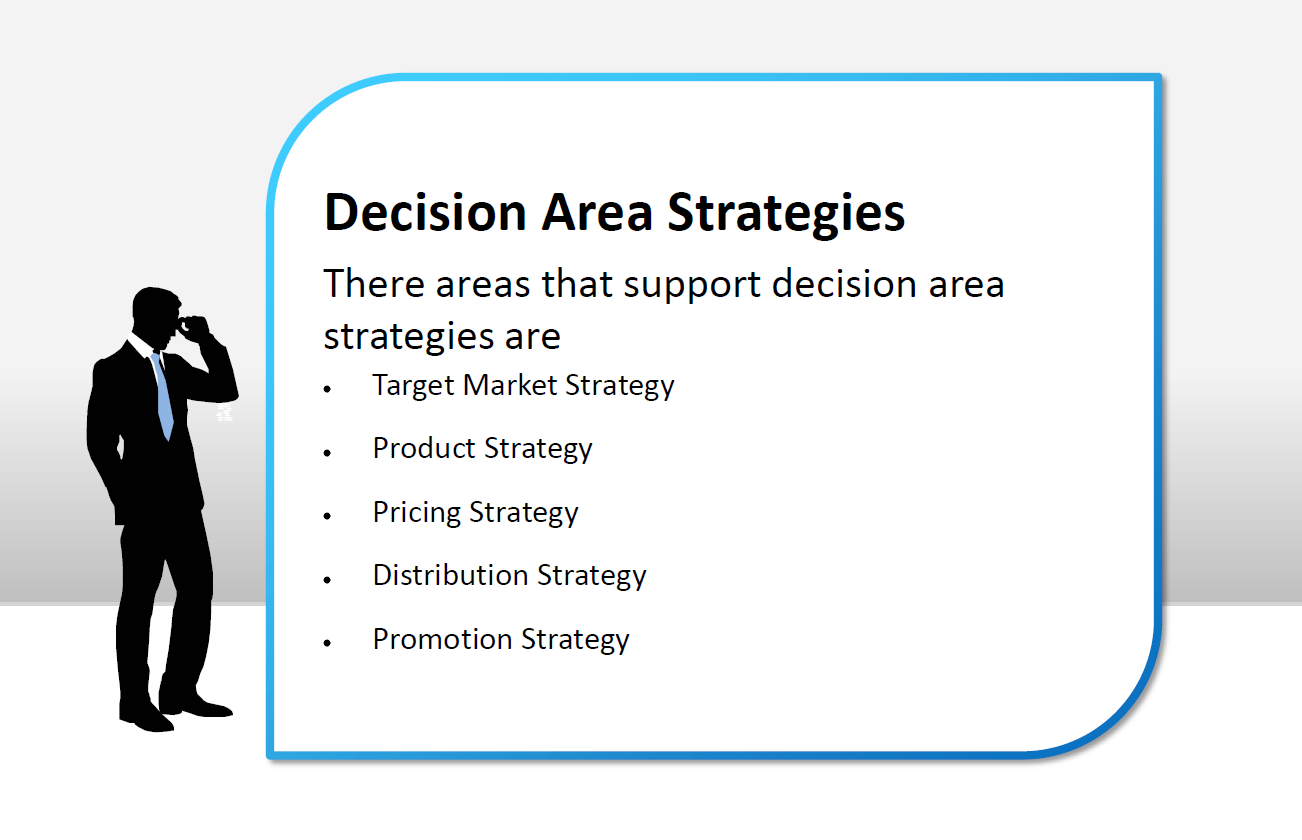 Decision Area Strategies
There areas that support decision area
strategies are
• Target Market Strategy
• Product Strategy
• Pricing Strategy
• Distribution Strategy
• Promotion Strategy